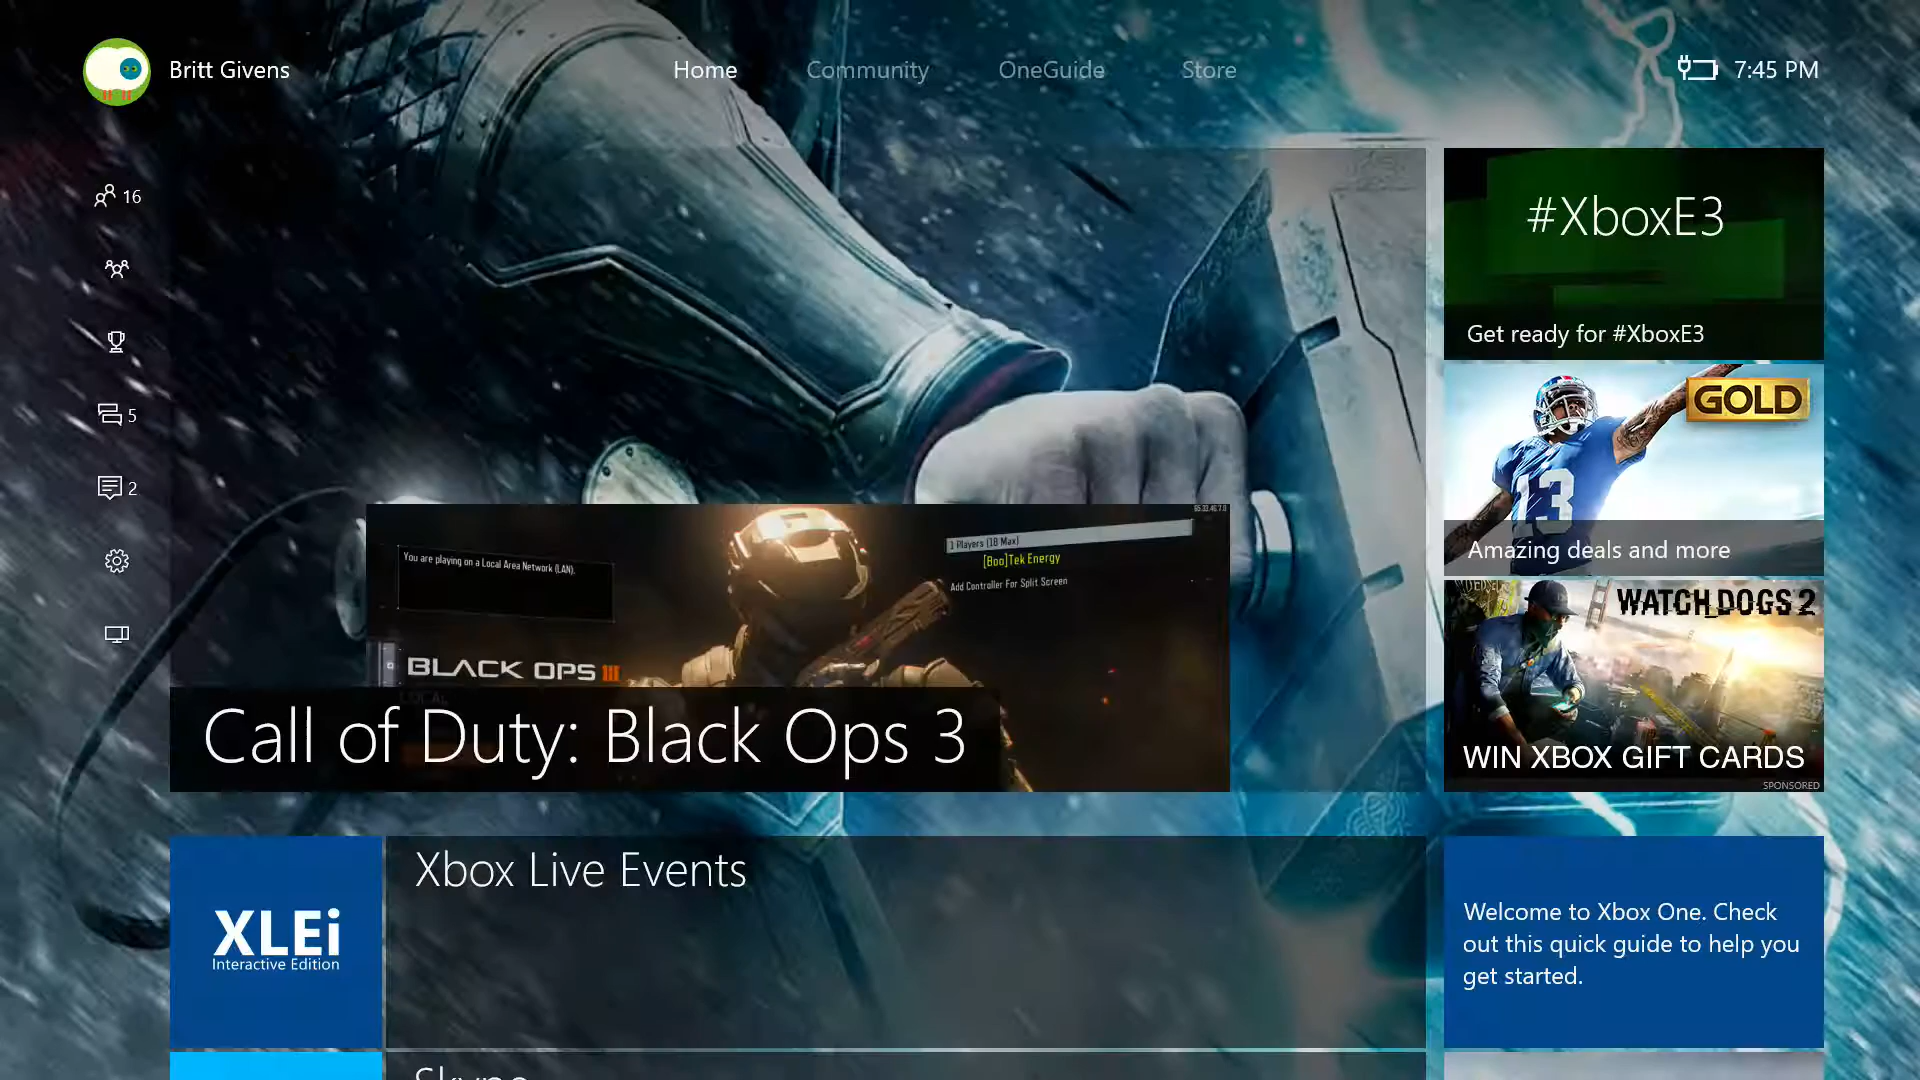 Britt Givens
Home
Community
OneGuide
Store
7:45 PM
16
5
2
#XboxE3
Get ready for #XboxE3
GOLD
13
Amazing deals and more
WATCH DOGS 2
WIN XBOX GIFT CARDS
SPONSORED
You are playing on a Local Area Network (LAN).
1 Players (18 Max)
[Boo]Tek Energy
Add Controller For Split Screen
BLACK OPS III
Call of Duty: Black Ops 3
XLEi
Interactive Edition
Xbox Live Events
Welcome to Xbox One. Check
out this quick guide to help you
get started.
Skype